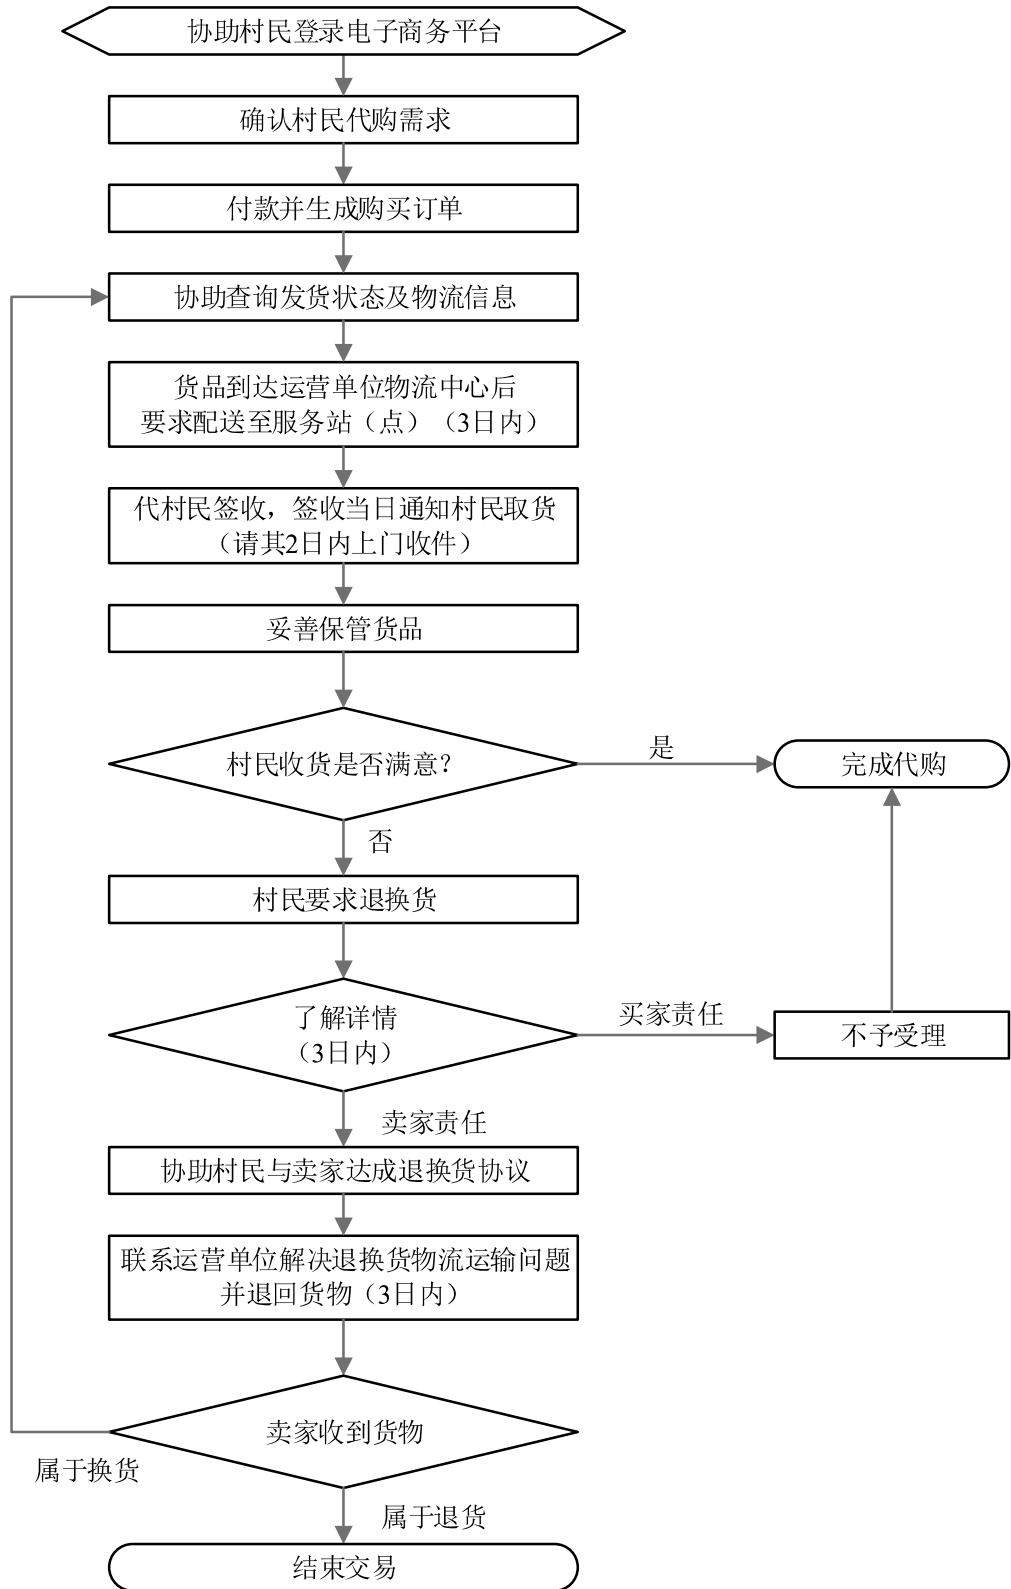 协助村民登录电子商务平台
确认村民代购需求
付款并生成购买订单
协助查询发货状态及物流信息
货品到达运营单位物流中心后
要求配送至服务站（点）（3日内）
代村民签收，签收当日通知村民取货
（请其2日内上门收件）
妥善保管货品
村民收货是否满意？
是
完成代购
否
村民要求退换货
了解详情
（3日内）
买家责任
不予受理
卖家责任
协助村民与卖家达成退换货协议
联系运营单位解决退换货物流运输问题
并退回货物（3日内）
卖家收到货物
属于换货
属于退货
结束交易